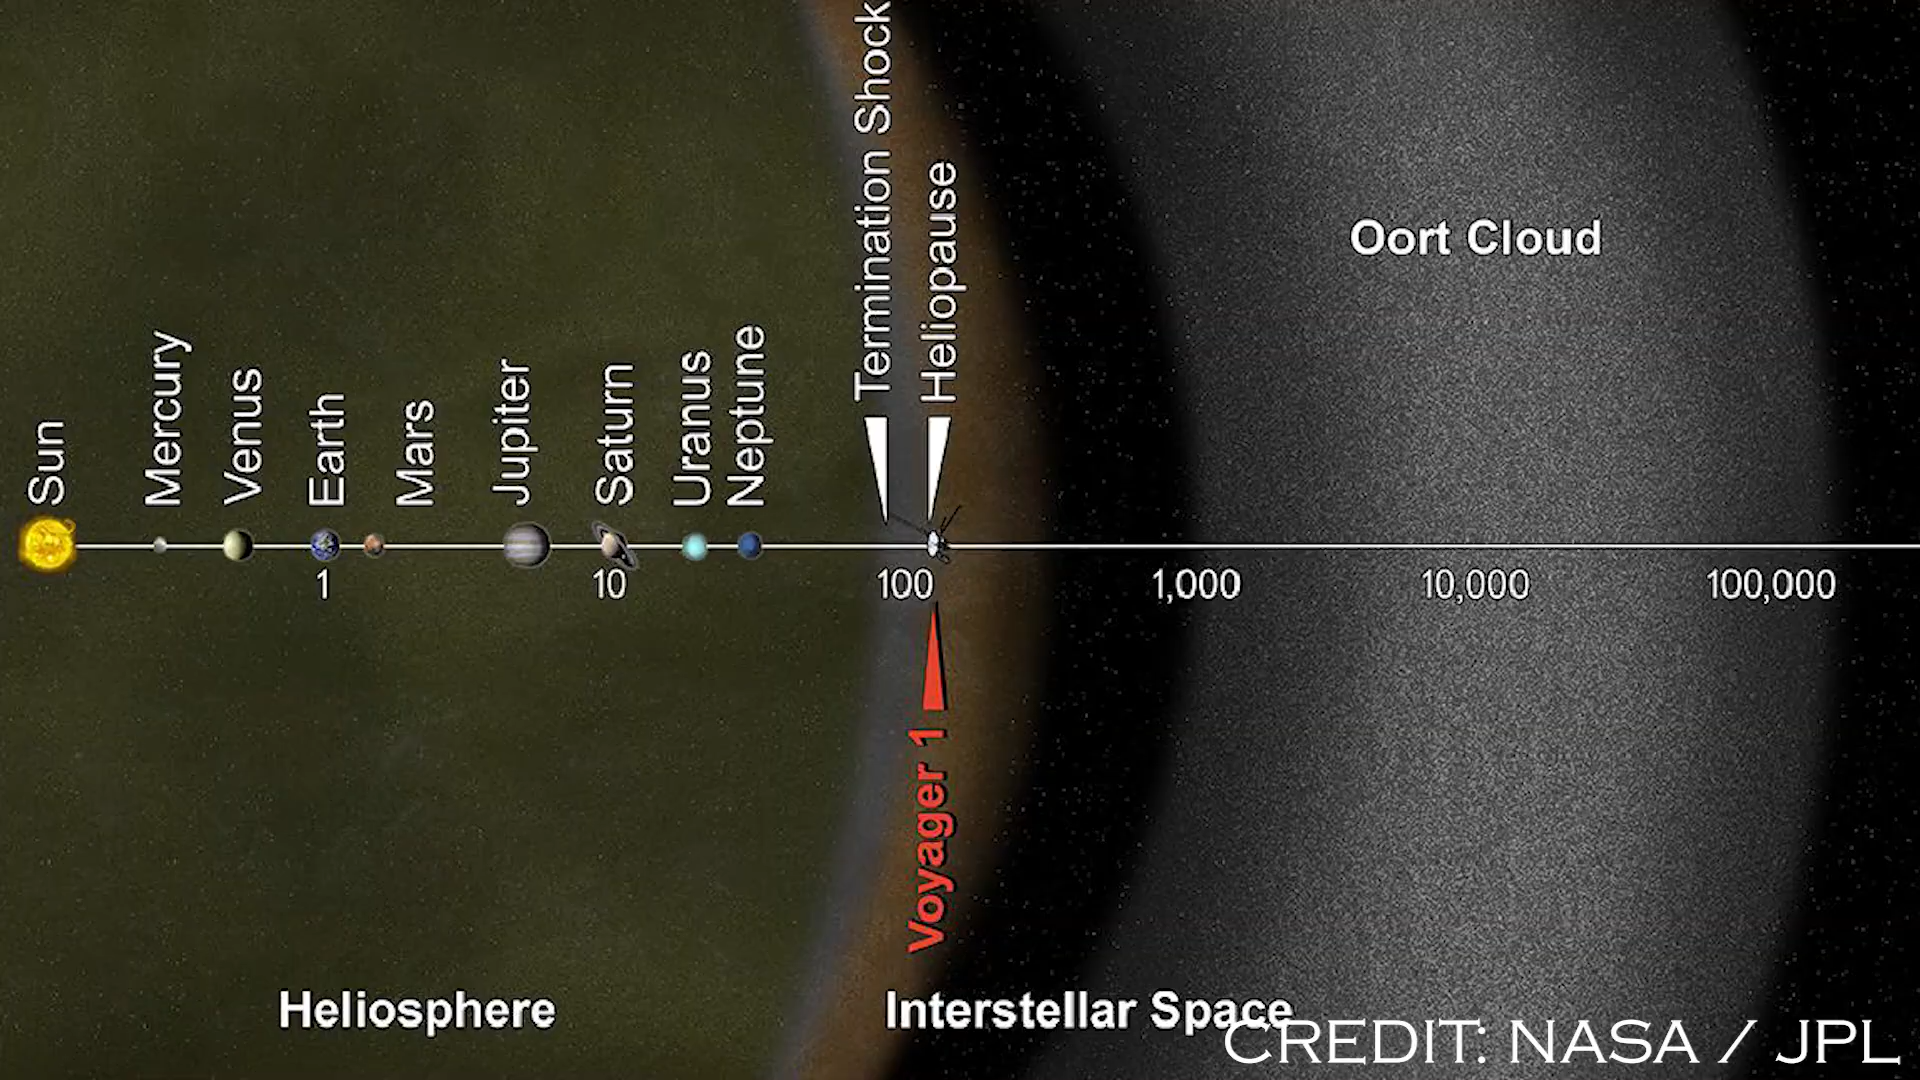 Sun
Mercury
Venus
Earth
Mars
Jupiter
Saturn
Uranus
Neptune
Termination Shock
Heliopause
Oort Cloud
1
10
100
1,000
10,000
100,000
Voyager 1
Heliosphere
Interstellar Space
CREDIT: NASA / JPL